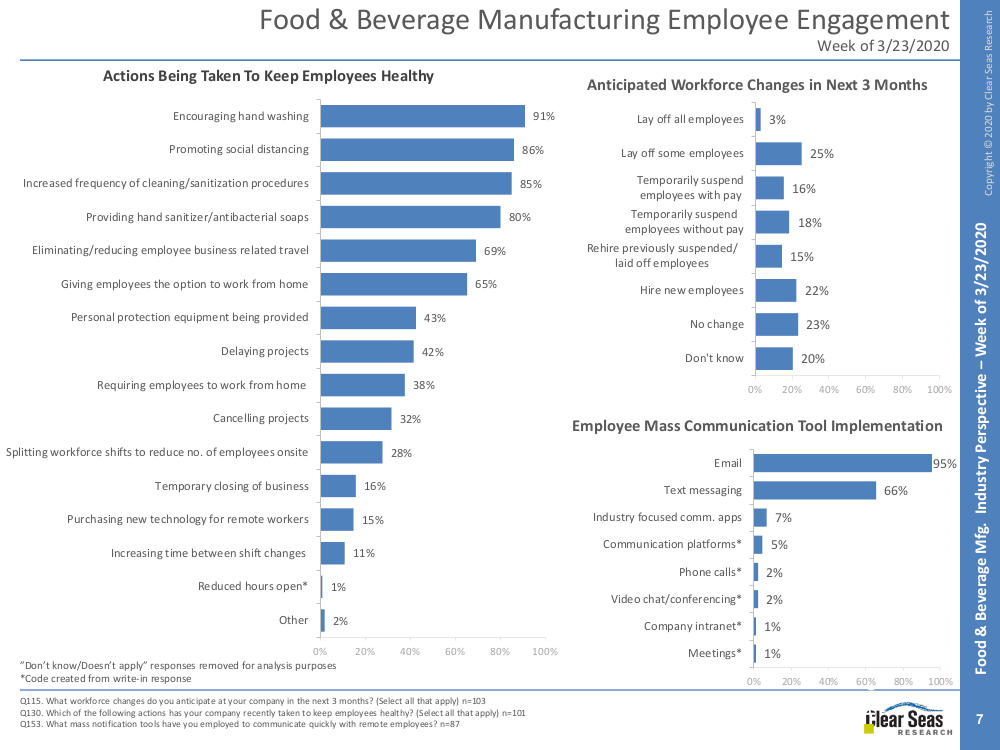 Food & Beverage Manufacturing Employee Engagement
Week of 3/23/2020
Actions Being Taken To Keep Employees Healthy
Encouraging hand washing 91%
Promoting social distancing 86%
Increased frequency of cleaning/sanitization procedures 85%
Providing hand sanitizer/antibacterial soaps 80%
Eliminating/reducing employee business related travel 69%
Giving employees the option to work from home 65%
Personal protection equipment being provided 43%
Delaying projects 42%
Requiring employees to work from home 38%
Cancelling projects 32%
Splitting workforce shifts to reduce no. of employees onsite 28%
Temporary closing of business 16%
Purchasing new technology for remote workers 15%
Increasing time between shift changes 11%
Reduced hours open* 1%
Other 2%
0% 20% 40% 60% 80% 100%
Anticipated Workforce Changes in Next 3 Months
Lay off all employees 3%
Lay off some employees 25%
Temporarily suspend
employees with pay 16%
Temporarily suspend
employees without pay 18%
Rehire previously suspended/
laid off employees 15%
Hire new employees 22%
No change 23%
Don't know 20%
0% 20% 40% 60% 80% 100%
Employee Mass Communication Tool Implementation
Email 95%
Text messaging 66%
Industry focused comm. apps 7%
Communication platforms* 5%
Phone calls* 2%
Video chat/conferencing* 2%
Company intranet* 1%
Meetings* 1%
0% 20% 40% 60% 80% 100%
"Don't know/Doesn't apply" responses removed for analysis purposes
*Code created from write-in response
Q115. What workforce changes do you anticipate at your company in the next 3 months? (Select all that apply) n=103
Q130. Which of the following actions has your company recently taken to keep employees healthy? (Select all that apply) n=101
Q153. What mass notification tools have you employed to communicate quickly with remote employees? n=87
Clear Seas
RESEARCH
Copyright © 2020 by Clear Seas Research
Food & Beverage Mfg. Industry Perspective – Week of 3/23/2020
7